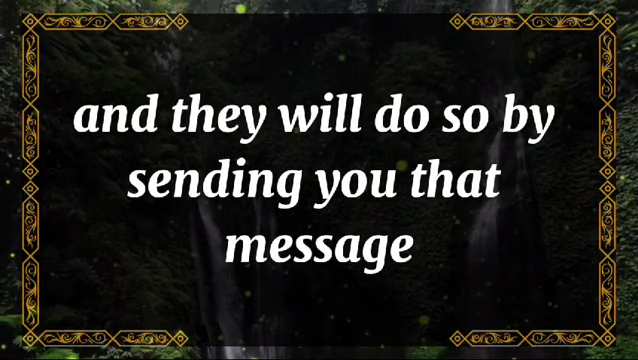 and they will do so by
sending you that
message